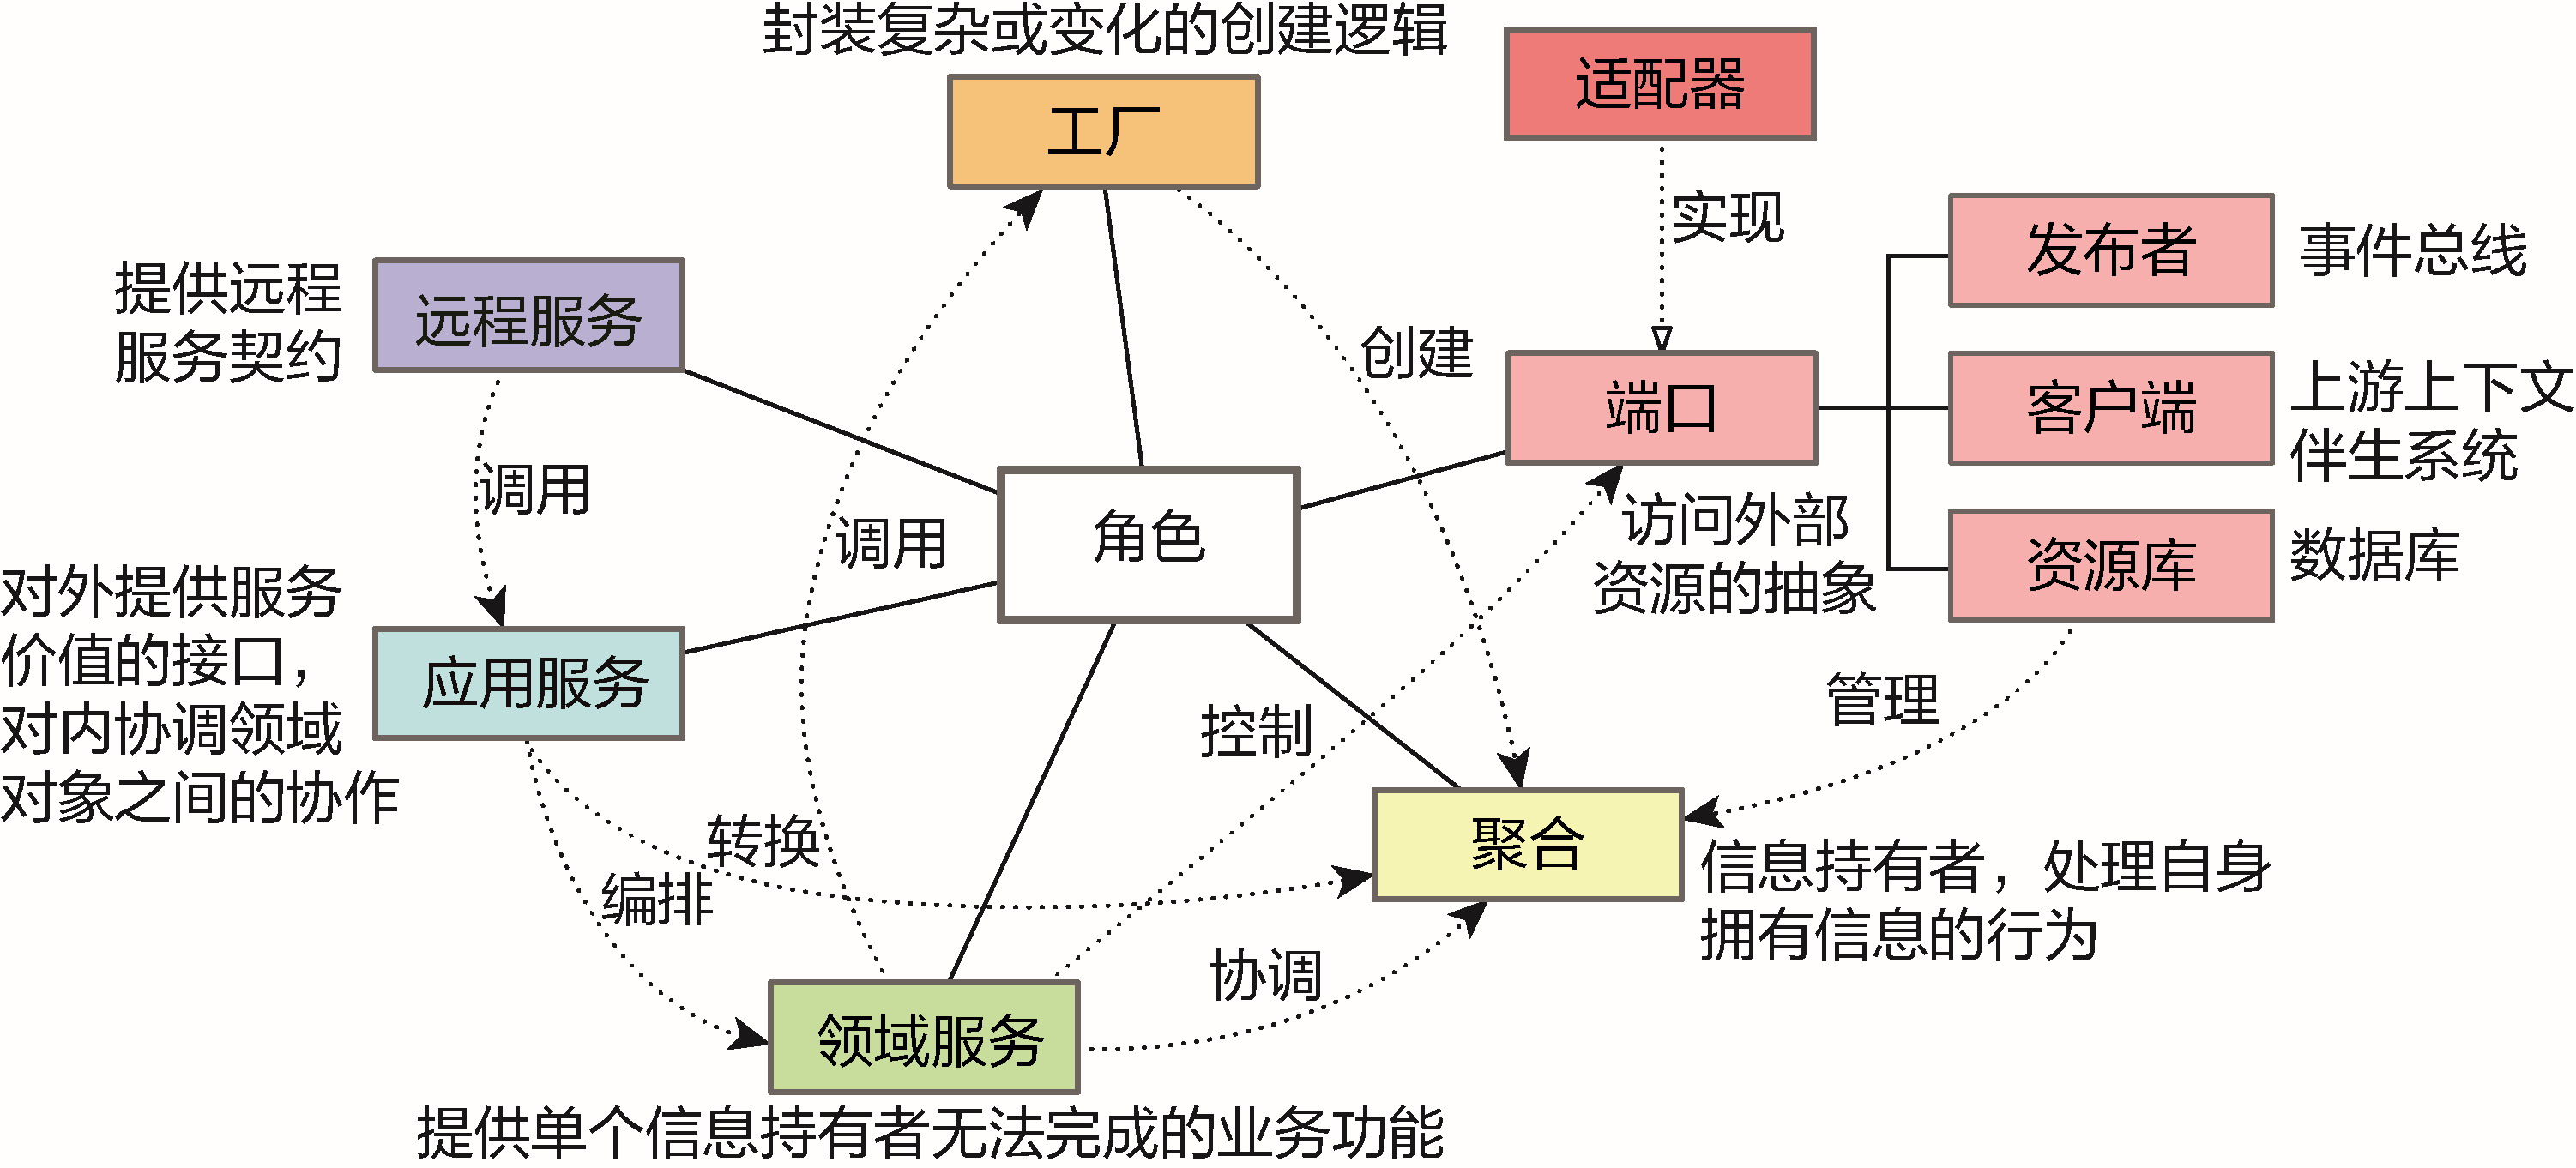 封装复杂或变化的创建逻辑
工厂
适配器
实现
发布者
事件总线
提供远程
服务契约
远程服务
创建
端口
客户端
上游上下文
伴生系统
调用
调用
角色
访问外部
资源的抽象
资源库
数据库
对外提供服务
价值的接口，
对内协调领域
对象之间的协作
应用服务
控制
管理
转换
编排
聚合
信息持有者，处理自身
拥有信息的行为
协调
领域服务
提供单个信息持有者无法完成的业务功能